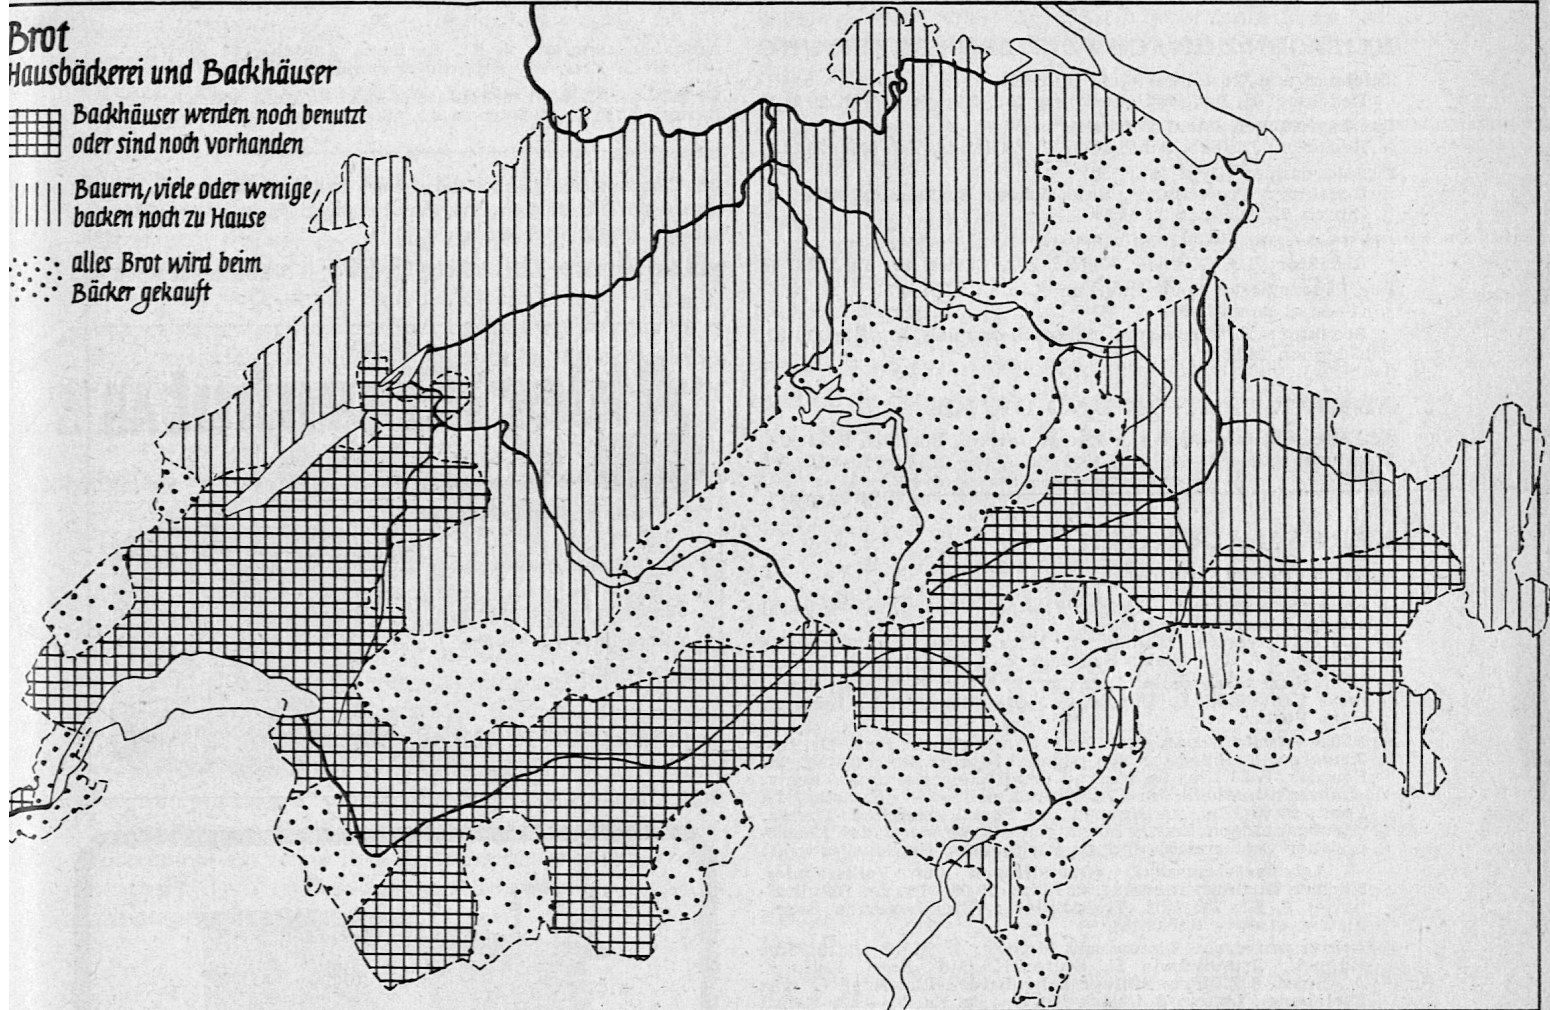 Brot
Hausbäckerei und Backhäuser
Backhäuser werden noch benutzt
oder sind noch vorhanden
Bauern, viele oder wenige,
backen noch zu Hause
alles Brot wird beim
Bäcker gekauft